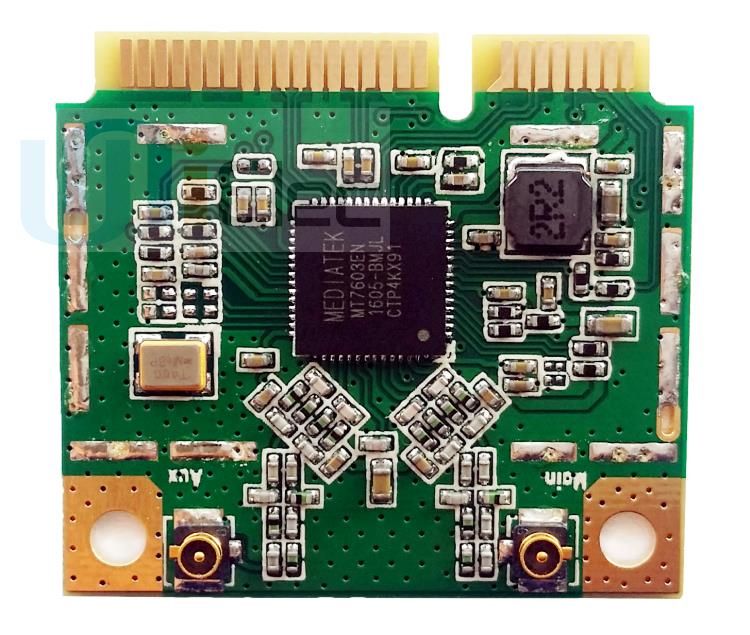 2R2
MEDIATEK
MT7603EN
1605-BMJL
CTP4KX91
Aux
Main